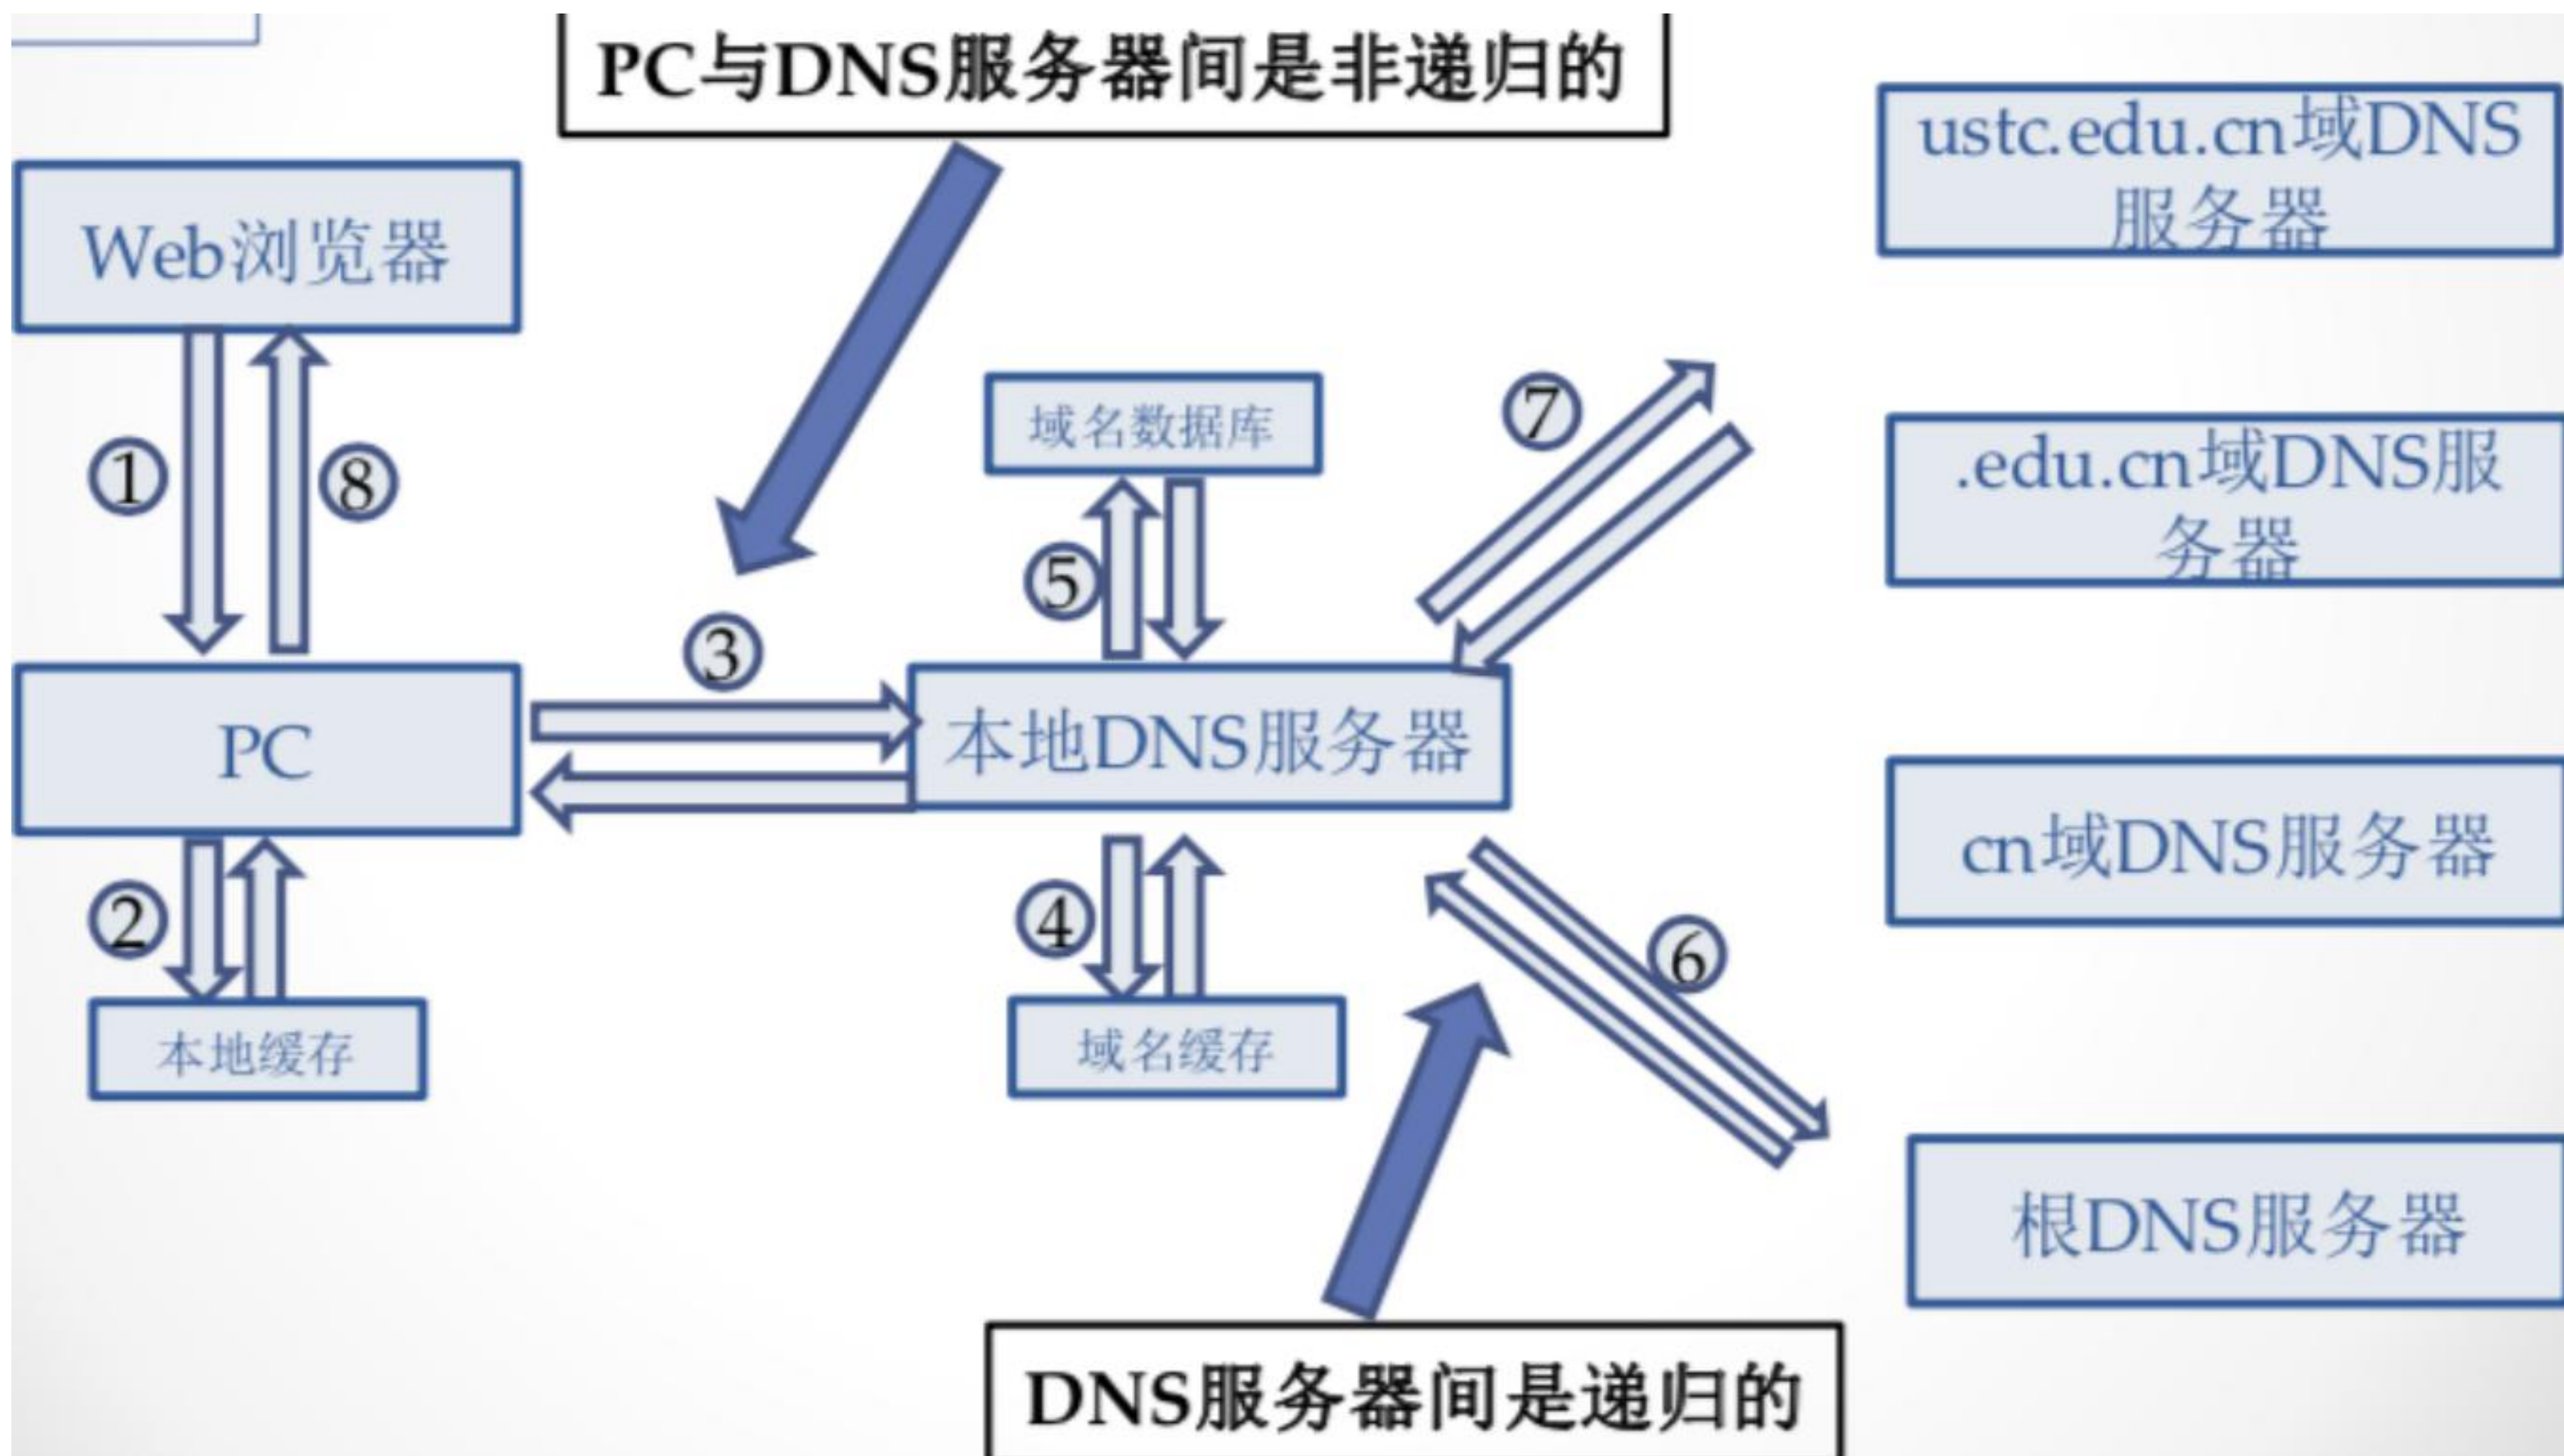 PC与DNS服务器间是非递归的
ustc.edu.cn域DNS
服务器
Web浏览器
域名数据库
⑦
.edu.cn域DNS服
务器
①
⑧
⑤
③
PC
本地DNS服务器
cn域DNS服务器
②
④
⑥
本地缓存
域名缓存
根DNS服务器
DNS服务器间是递归的